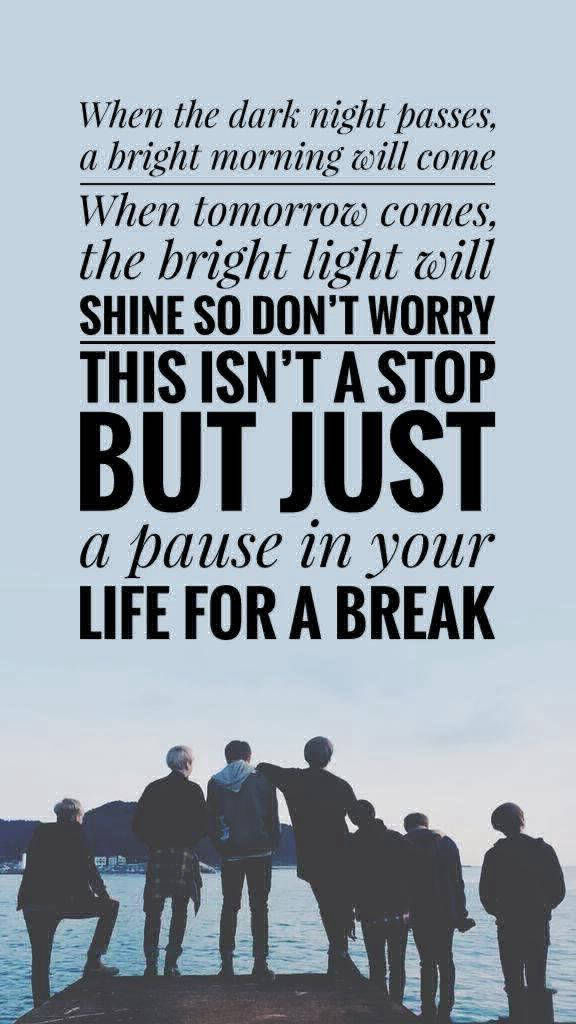 When the dark night passes,
a bright morning will come
When tomorrow comes,
the bright light will
SHINE SO DON'T WORRY
THIS ISN'T A STOP
BUT JUST
a pause in your
LIFE FOR A BREAK